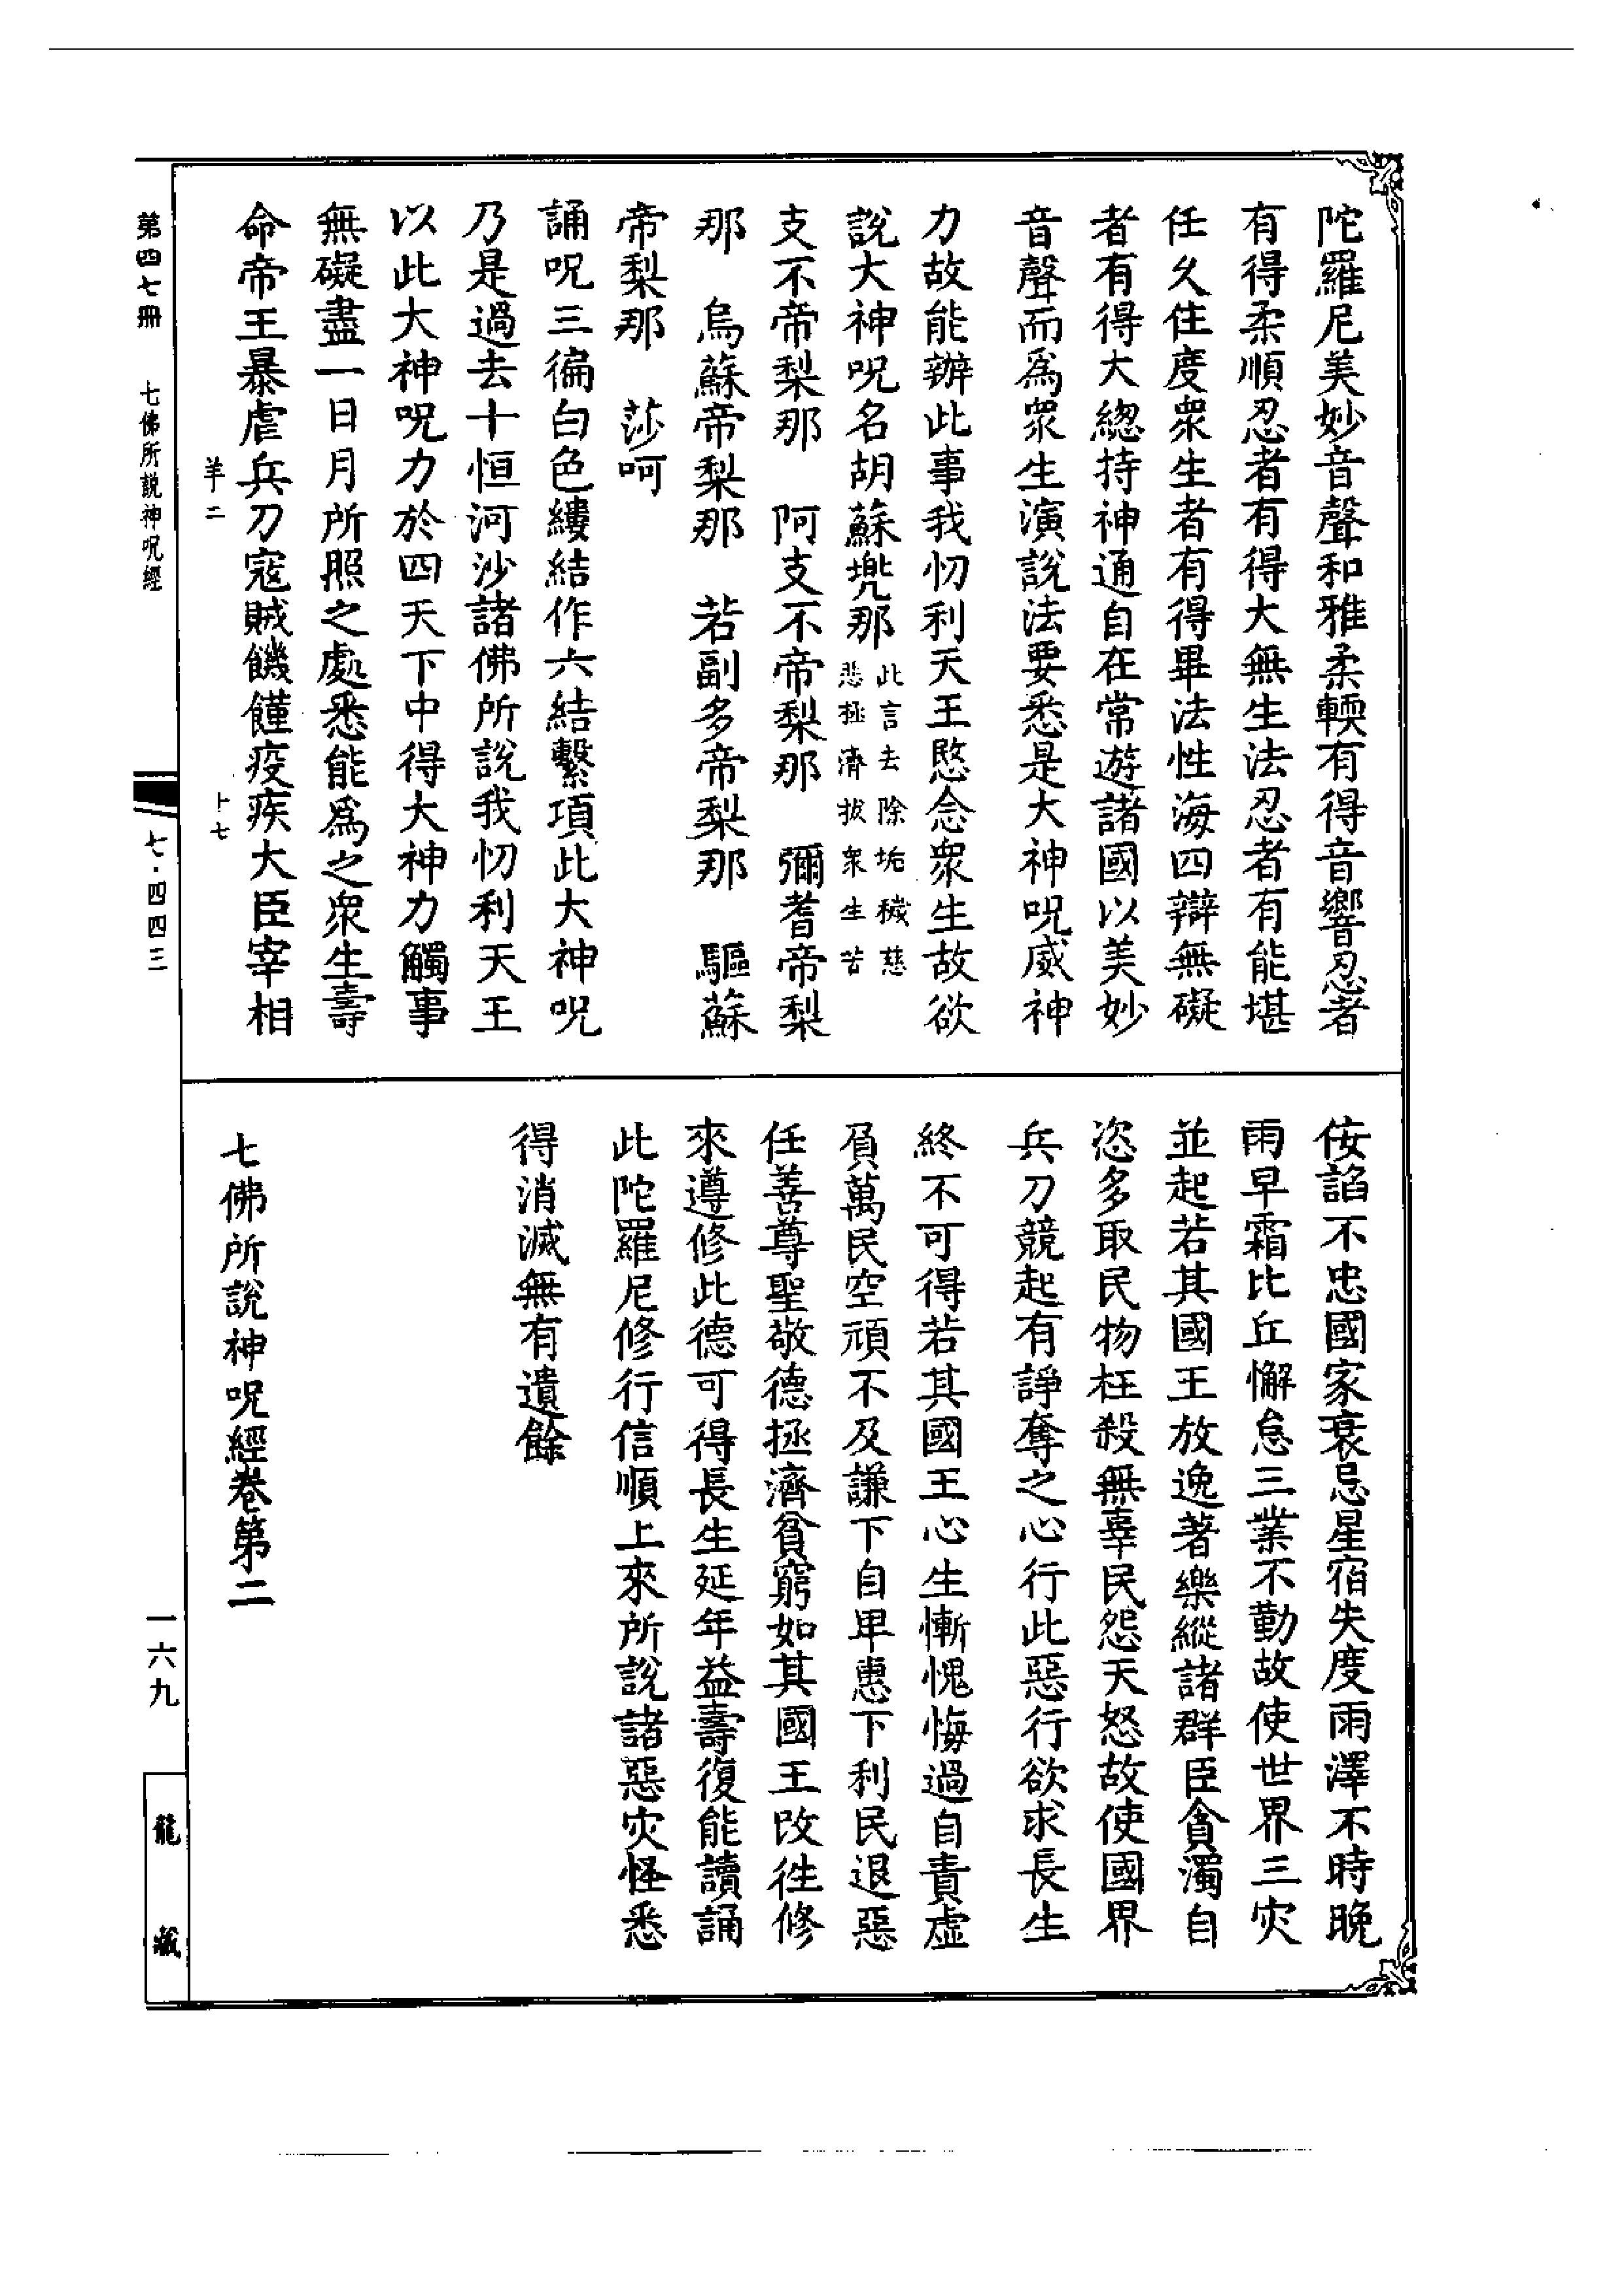 陀羅尼美妙音聲和雅柔輭有得音響忍者
有得柔順忍者有得大無生法忍者有能堪
任久住度衆生者有得畢法性海四辯無礙
者有得大總持神通自在常遊諸國以美妙
音聲而爲衆生演說法要悉是大神呪威神
力故能辦此事我忉利天王愍念衆生故欲
說大神呪名胡蘇兠那 此言去除垢穢慈
悲拯濟拔衆生苦
支不帝梨那 阿支不帝梨那 彌耆帝梨
那 烏蘇帝梨那 若副多帝梨那 驅蘇
帝梨那 莎呵
誦呪三徧白色縷結作六結繫項此大神呪
乃是過去十恒河沙諸佛所說我忉利天王
以此大神呪力於四天下中得大神力觸事
無礙盡一日月所照之處悉能爲之衆生壽
命帝王暴虐兵刀寇賊饑饉疫疾大臣宰相
羊二 十七
佞諂不忠國家衰忌星宿失度雨澤不時晚
雨早霜比丘懈怠三業不勤故使世界三灾
並起若其國王放逸著樂縱諸群臣貪濁自
恣多取民物枉殺無辜民怨天怒故使國界
兵刀競起有諍奪之心行此惡行欲求長生
終不可得若其國王心生慚愧悔過自責虛
負萬民空頑不及謙下自卑惠下利民退惡
任善尊聖敬德拯濟貧窮如其國王改往修
來遵修此德可得長生延年益壽復能讀誦
此陀羅尼修行信順上來所說諸惡灾怪悉
得消滅無有遺餘
七佛所說神呪經卷第二
第四七冊 七佛所説神呪經
七·四四三
一六九
龍藏